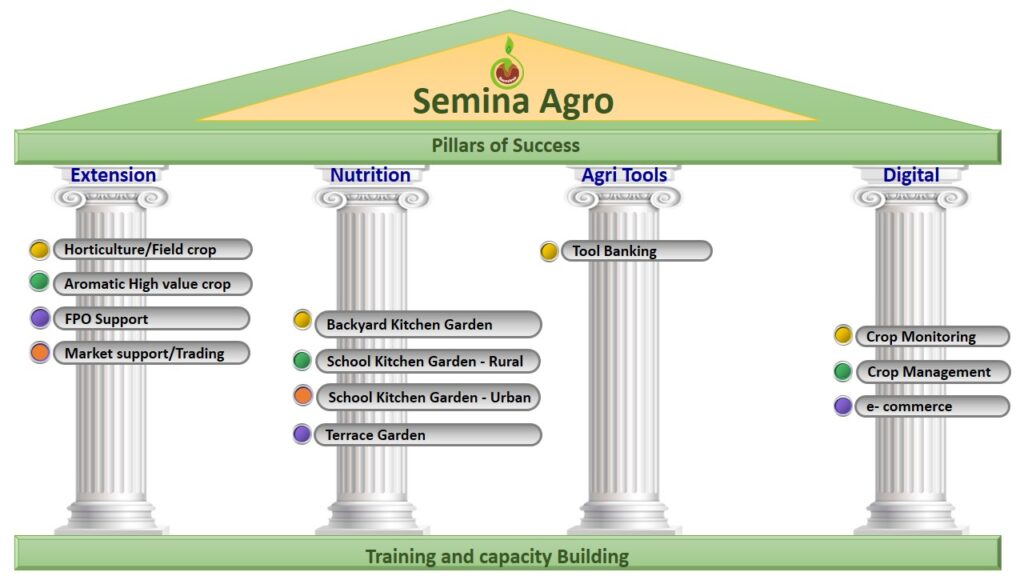 Semina Agro
Pillars of Success
Extension
Horticulture/Field crop
Aromatic High value crop
FPO Support
Market support/Trading
Nutrition
Backyard Kitchen Garden
School Kitchen Garden - Rural
School Kitchen Garden - Urban
Terrace Garden
Agri Tools
Tool Banking
Digital
Crop Monitoring
Crop Management
e- commerce
Training and capacity Building